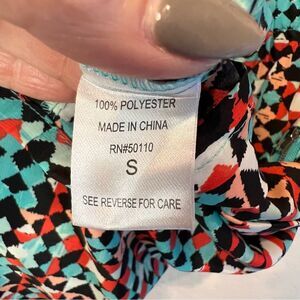 100% POLYESTER
MADE IN CHINA
RN#50110
S
SEE REVERSE FOR CARE